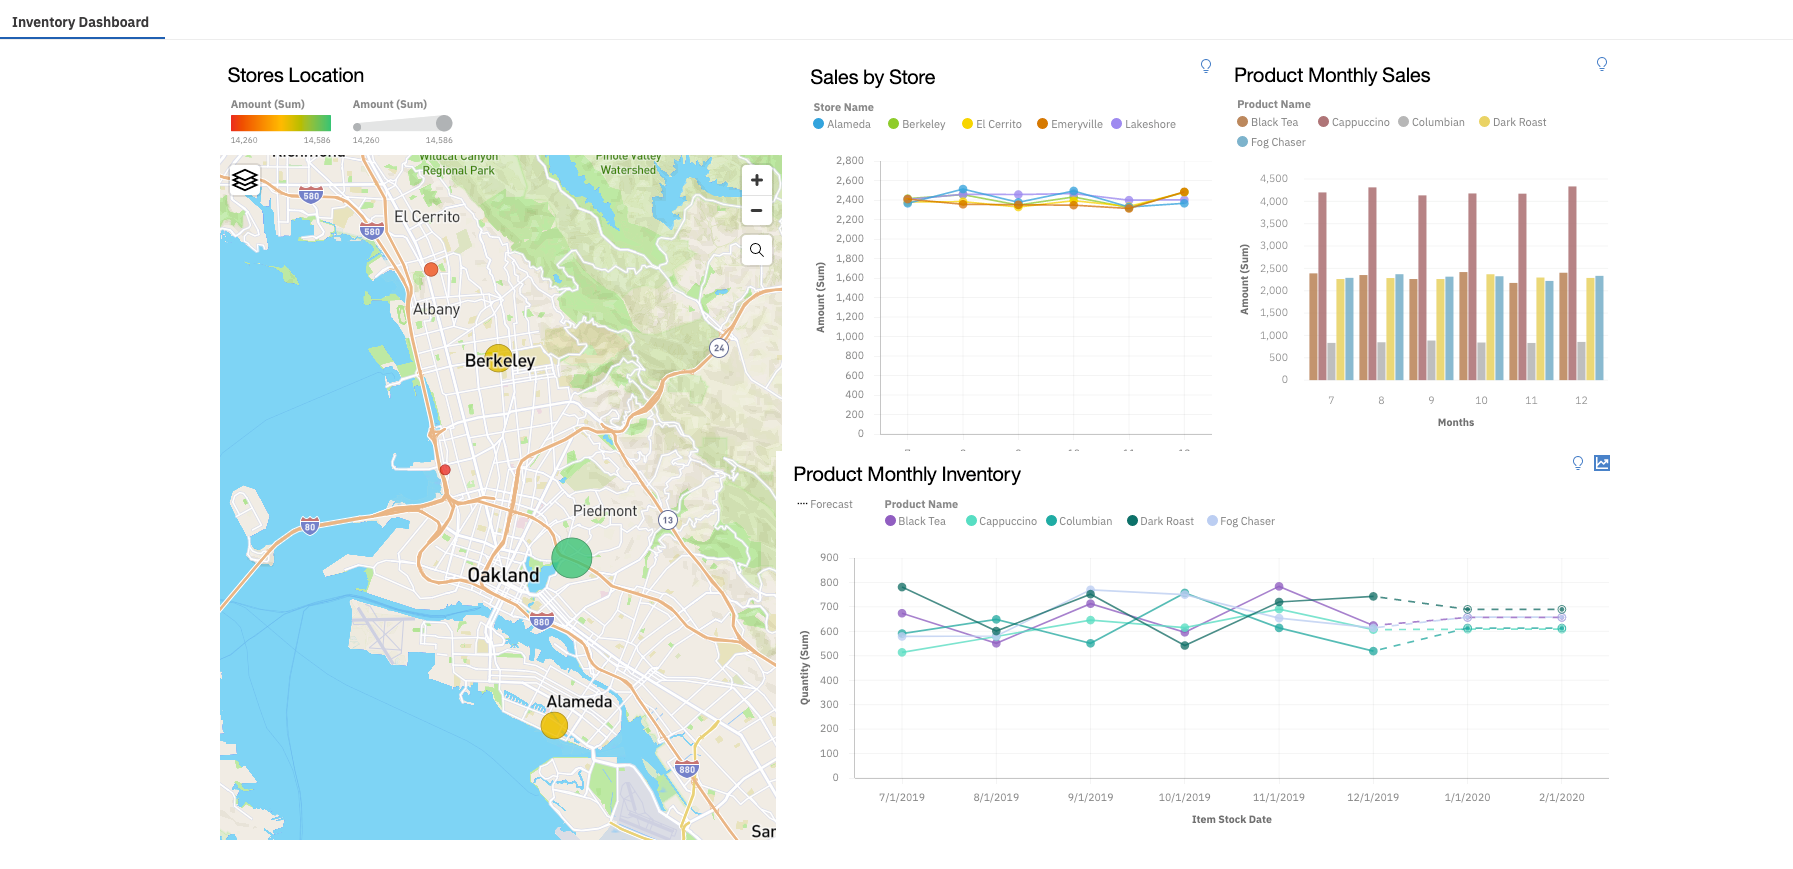 Inventory Dashboard
Stores Location
Amount (Sum)
14,260 14,586
Amount (Sum)
14,260 14,586
Richmond
Wildcat Canyon
Regional Park
Pinole Valley
Watershed
580
El Cerrito
580
Albany
Berkeley
24
Piedmont
13
80
Oakland
880
Alameda
880
Sar
Sales by Store
Store Name
Alameda Berkeley El Cerrito Emeryville Lakeshore
2,800
2,600
2,400
2,200
2,000
1,800
1,600
1,400
1,200
1,000
800
600
400
200
0
Amount (Sum)
Product Monthly Sales
Product Name
Black Tea Cappuccino Columbian Dark Roast
Fog Chaser
4,500
4,000
3,500
3,000
2,500
2,000
1,500
1,000
500
0
Amount (Sum)
7 8 9 10 11 12
Months
Product Monthly Inventory
Forecast
Product Name
Black Tea Cappuccino Columbian Dark Roast Fog Chaser
900
800
700
600
500
400
300
200
100
0
Quantity (Sum)
7/1/2019 8/1/2019 9/1/2019 10/1/2019 11/1/2019 12/1/2019 1/1/2020 2/1/2020
Item Stock Date